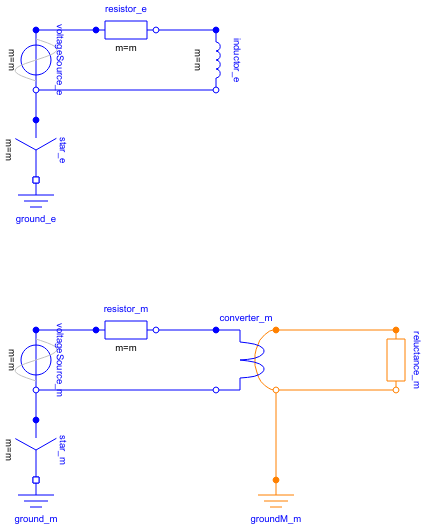 resistor_e
m=m
voltageSource_e
m=m
inductor_e
m=m
star_e
m=m
ground_e
resistor_m
m=m
converter_m
voltageSource_m
m=m
reluctance_m
star_m
m=m
ground_m
groundM_m